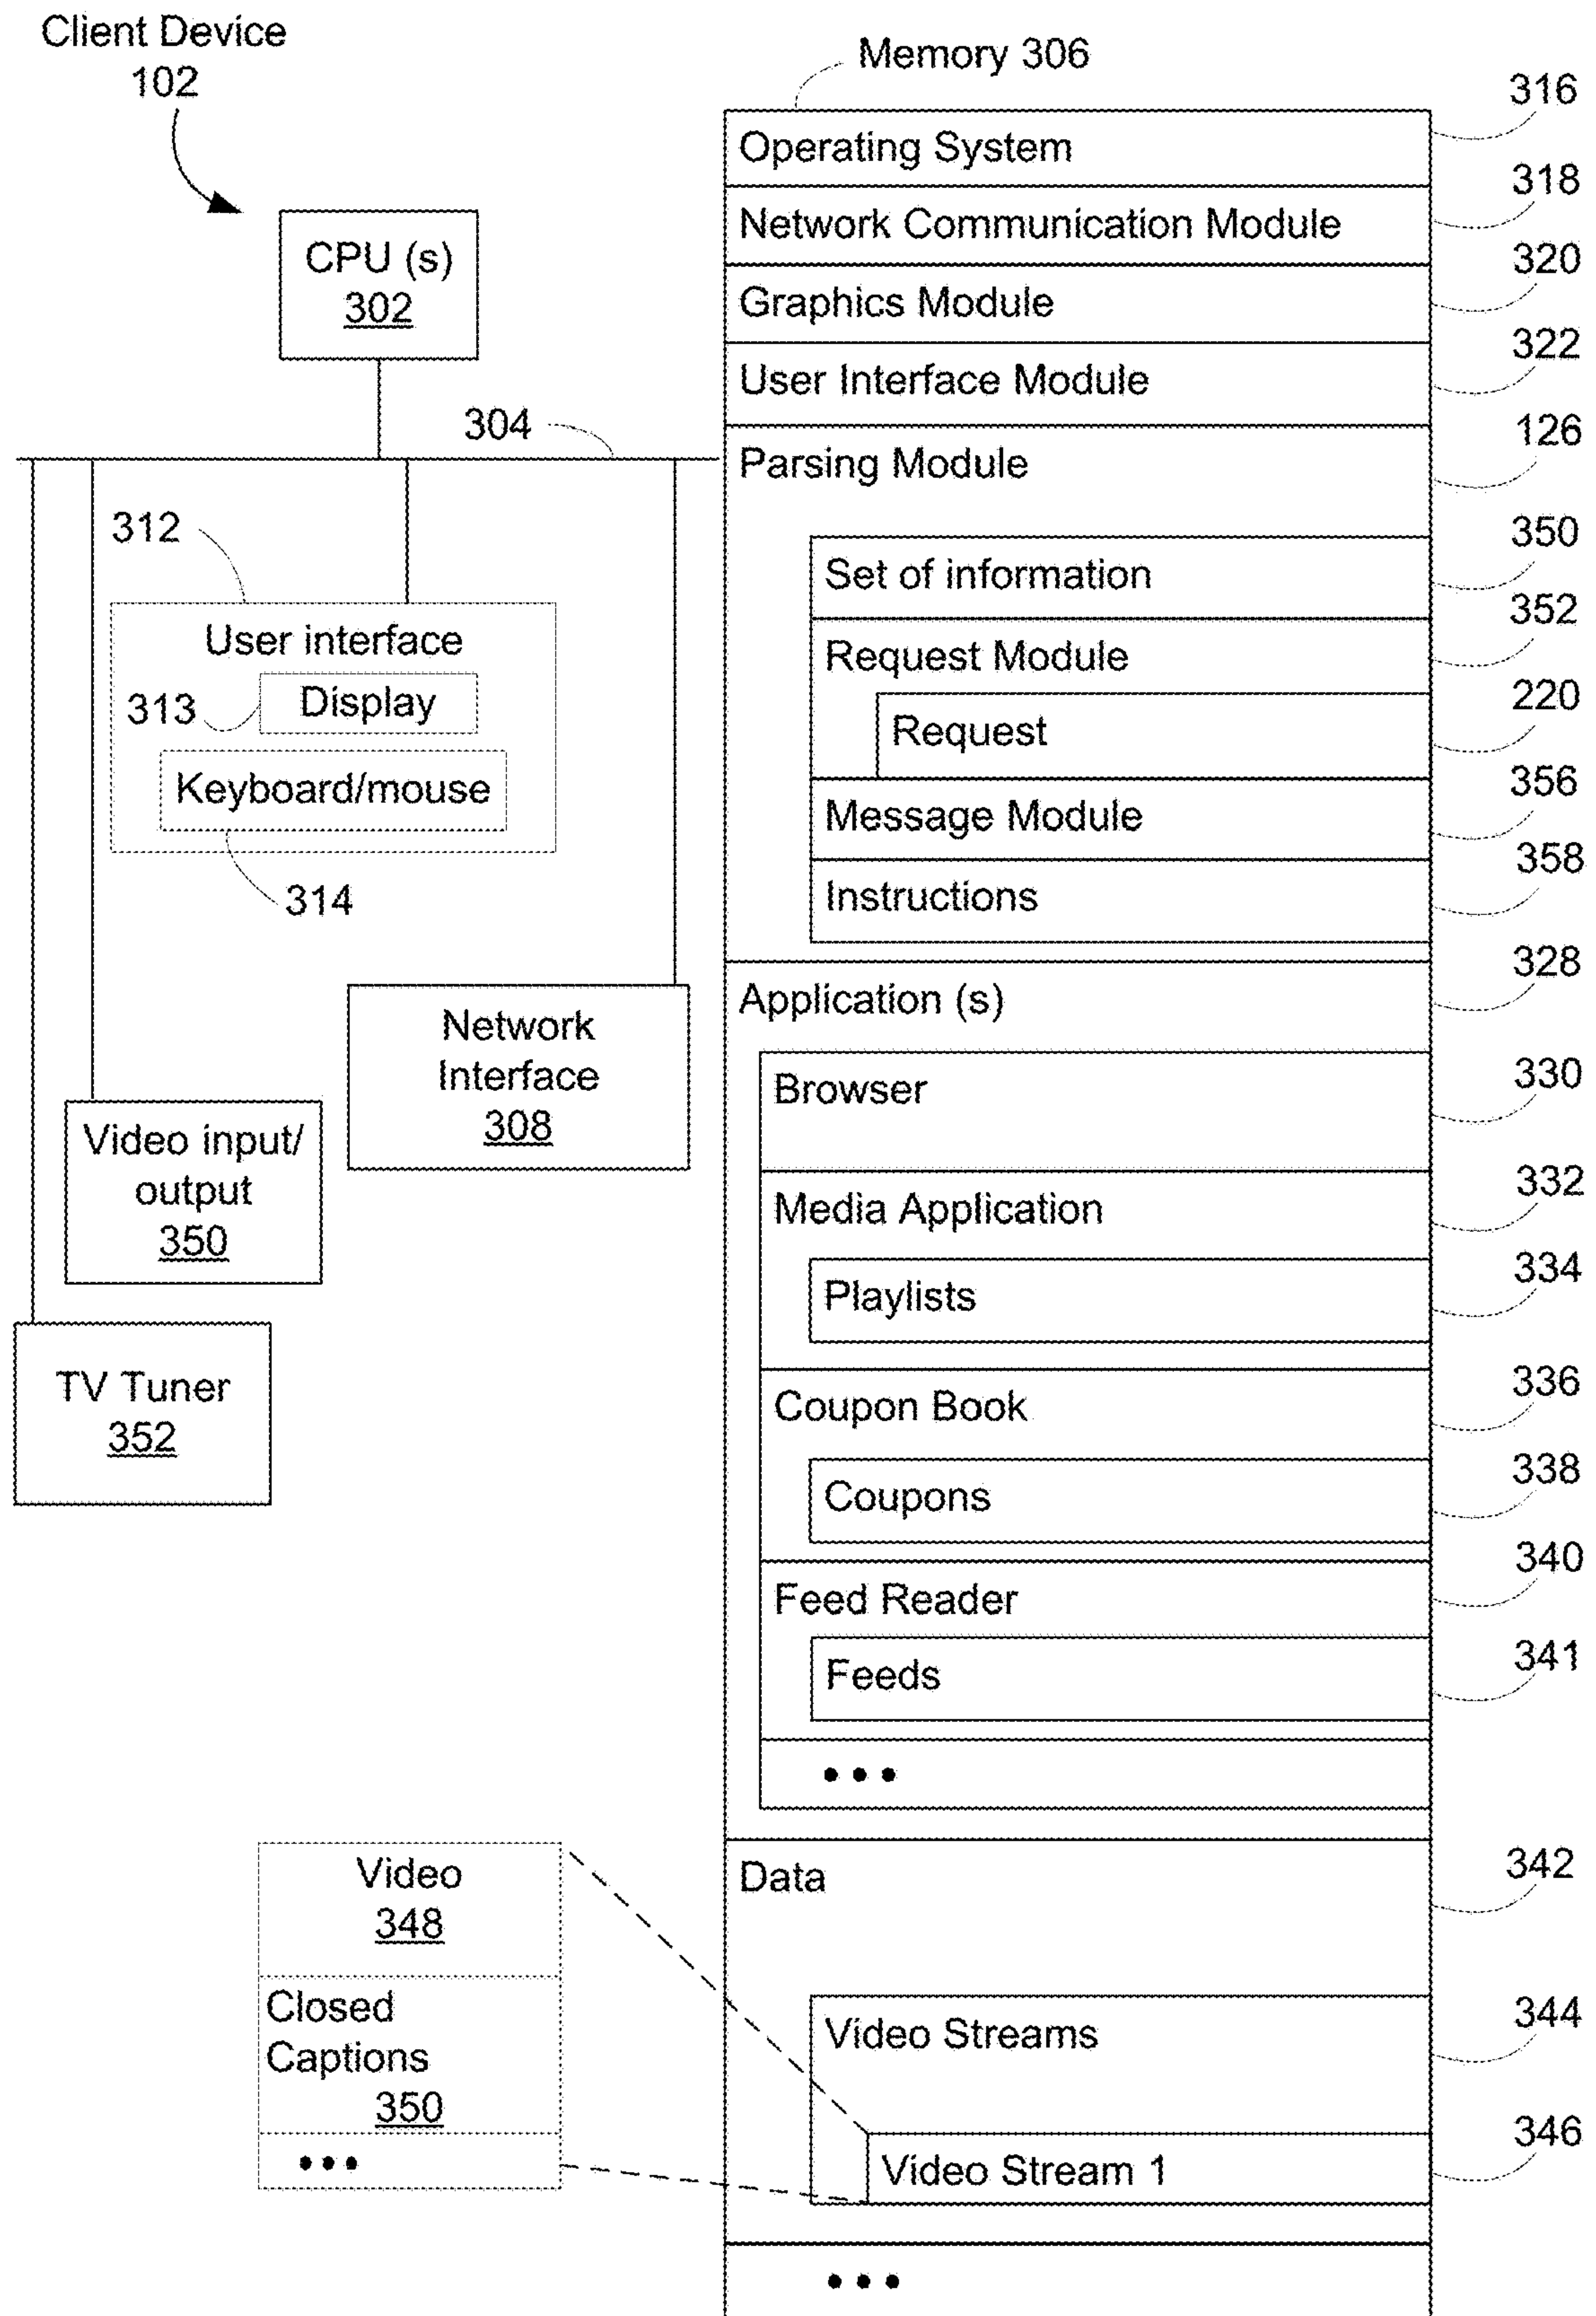 Client Device
102
Memory 306
316
Operating System
318
Network Communication Module
CPU (s)
302
320
Graphics Module
322
User Interface Module
304
126
Parsing Module
312
350
Set of information
352
User interface
Request Module
313
Display
220
Request
Keyboard/mouse
356
Message Module
314
358
Instructions
328
Application (s)
Network
Interface
308
330
Browser
Video input/
output
350
332
Media Application
334
Playlists
TV Tuner
352
336
Coupon Book
338
Coupons
340
Feed Reader
341
Feeds
•••
Video
348
342
Data
Closed
Captions
350
344
Video Streams
•••
346
Video Stream 1
•••